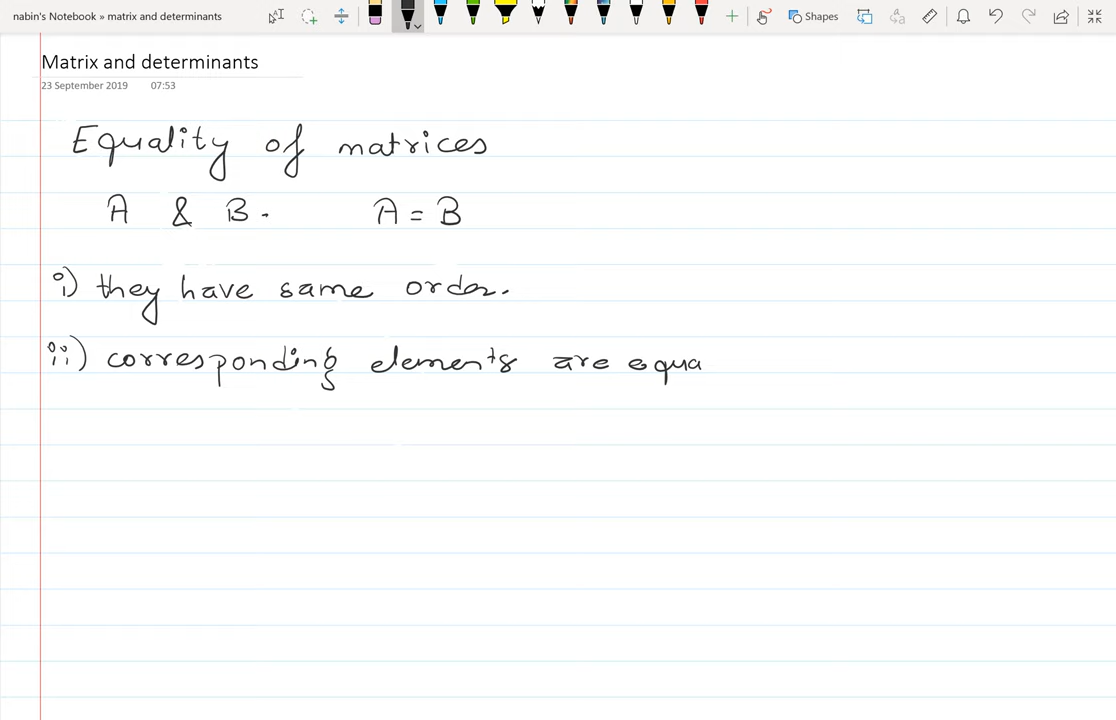 nabin's Notebook » matrix and determinants
Shapes
Matrix and determinants
23 September 2019 07:53
Equality of matrices
A & B. A = B
i) they have same order.
ii) corresponding elements are equa